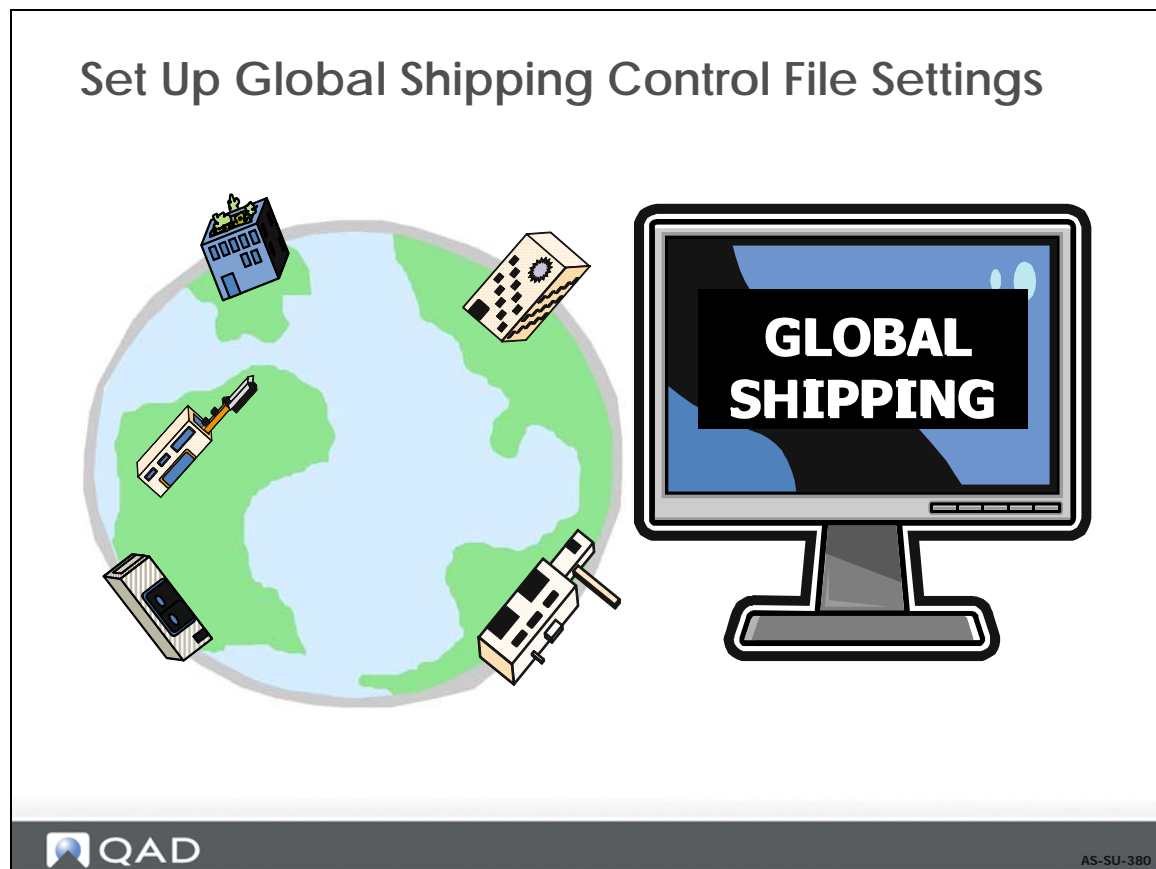 Set Up Global Shipping Control File Settings
GLOBAL
SHIPPING
QAD
AS-SU-380